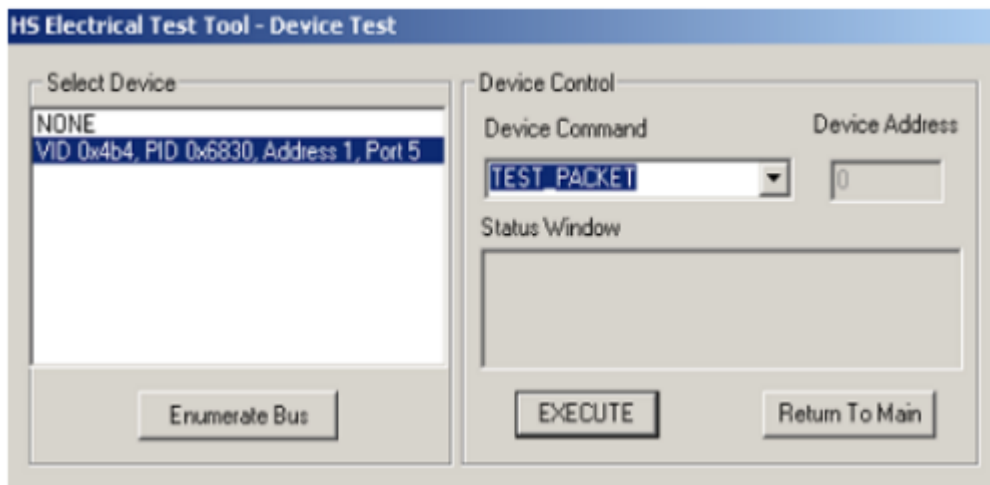 HS Electrical Test Tool - Device Test
Select Device
NONE
VID 0x4b4, PID 0x6830, Address 1, Port 5
Enumerate Bus
Device Control
Device Command
Device Address
TEST_PACKET
0
Status Window
EXECUTE
Return To Main